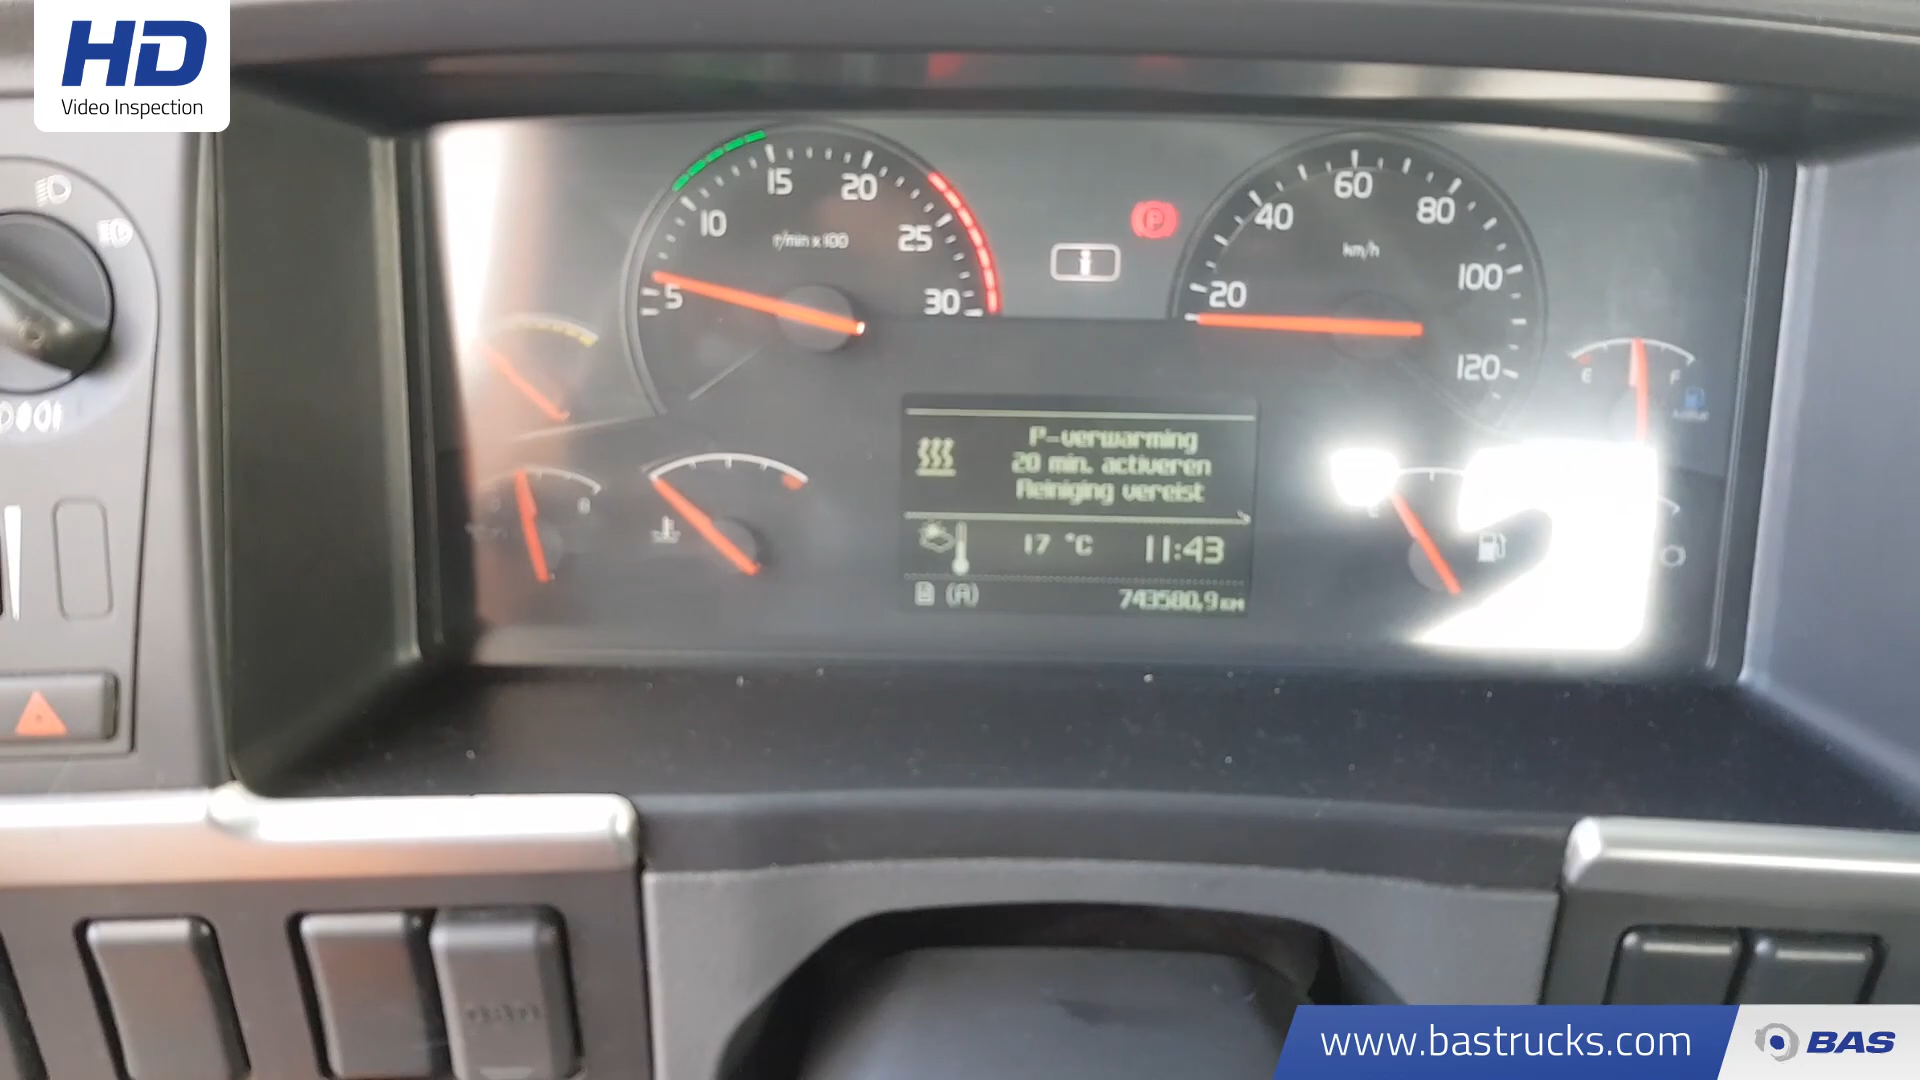 HD
Video Inspection
5
10
15
20
25
30
r/min x 100
20
40
60
80
100
120
km/h
P
E
F
P-verwarming
20 min. activeren
Reiniging vereist
17 °C
11:43
(A)
743580,9 KM
www.bastrucks.com
BAS